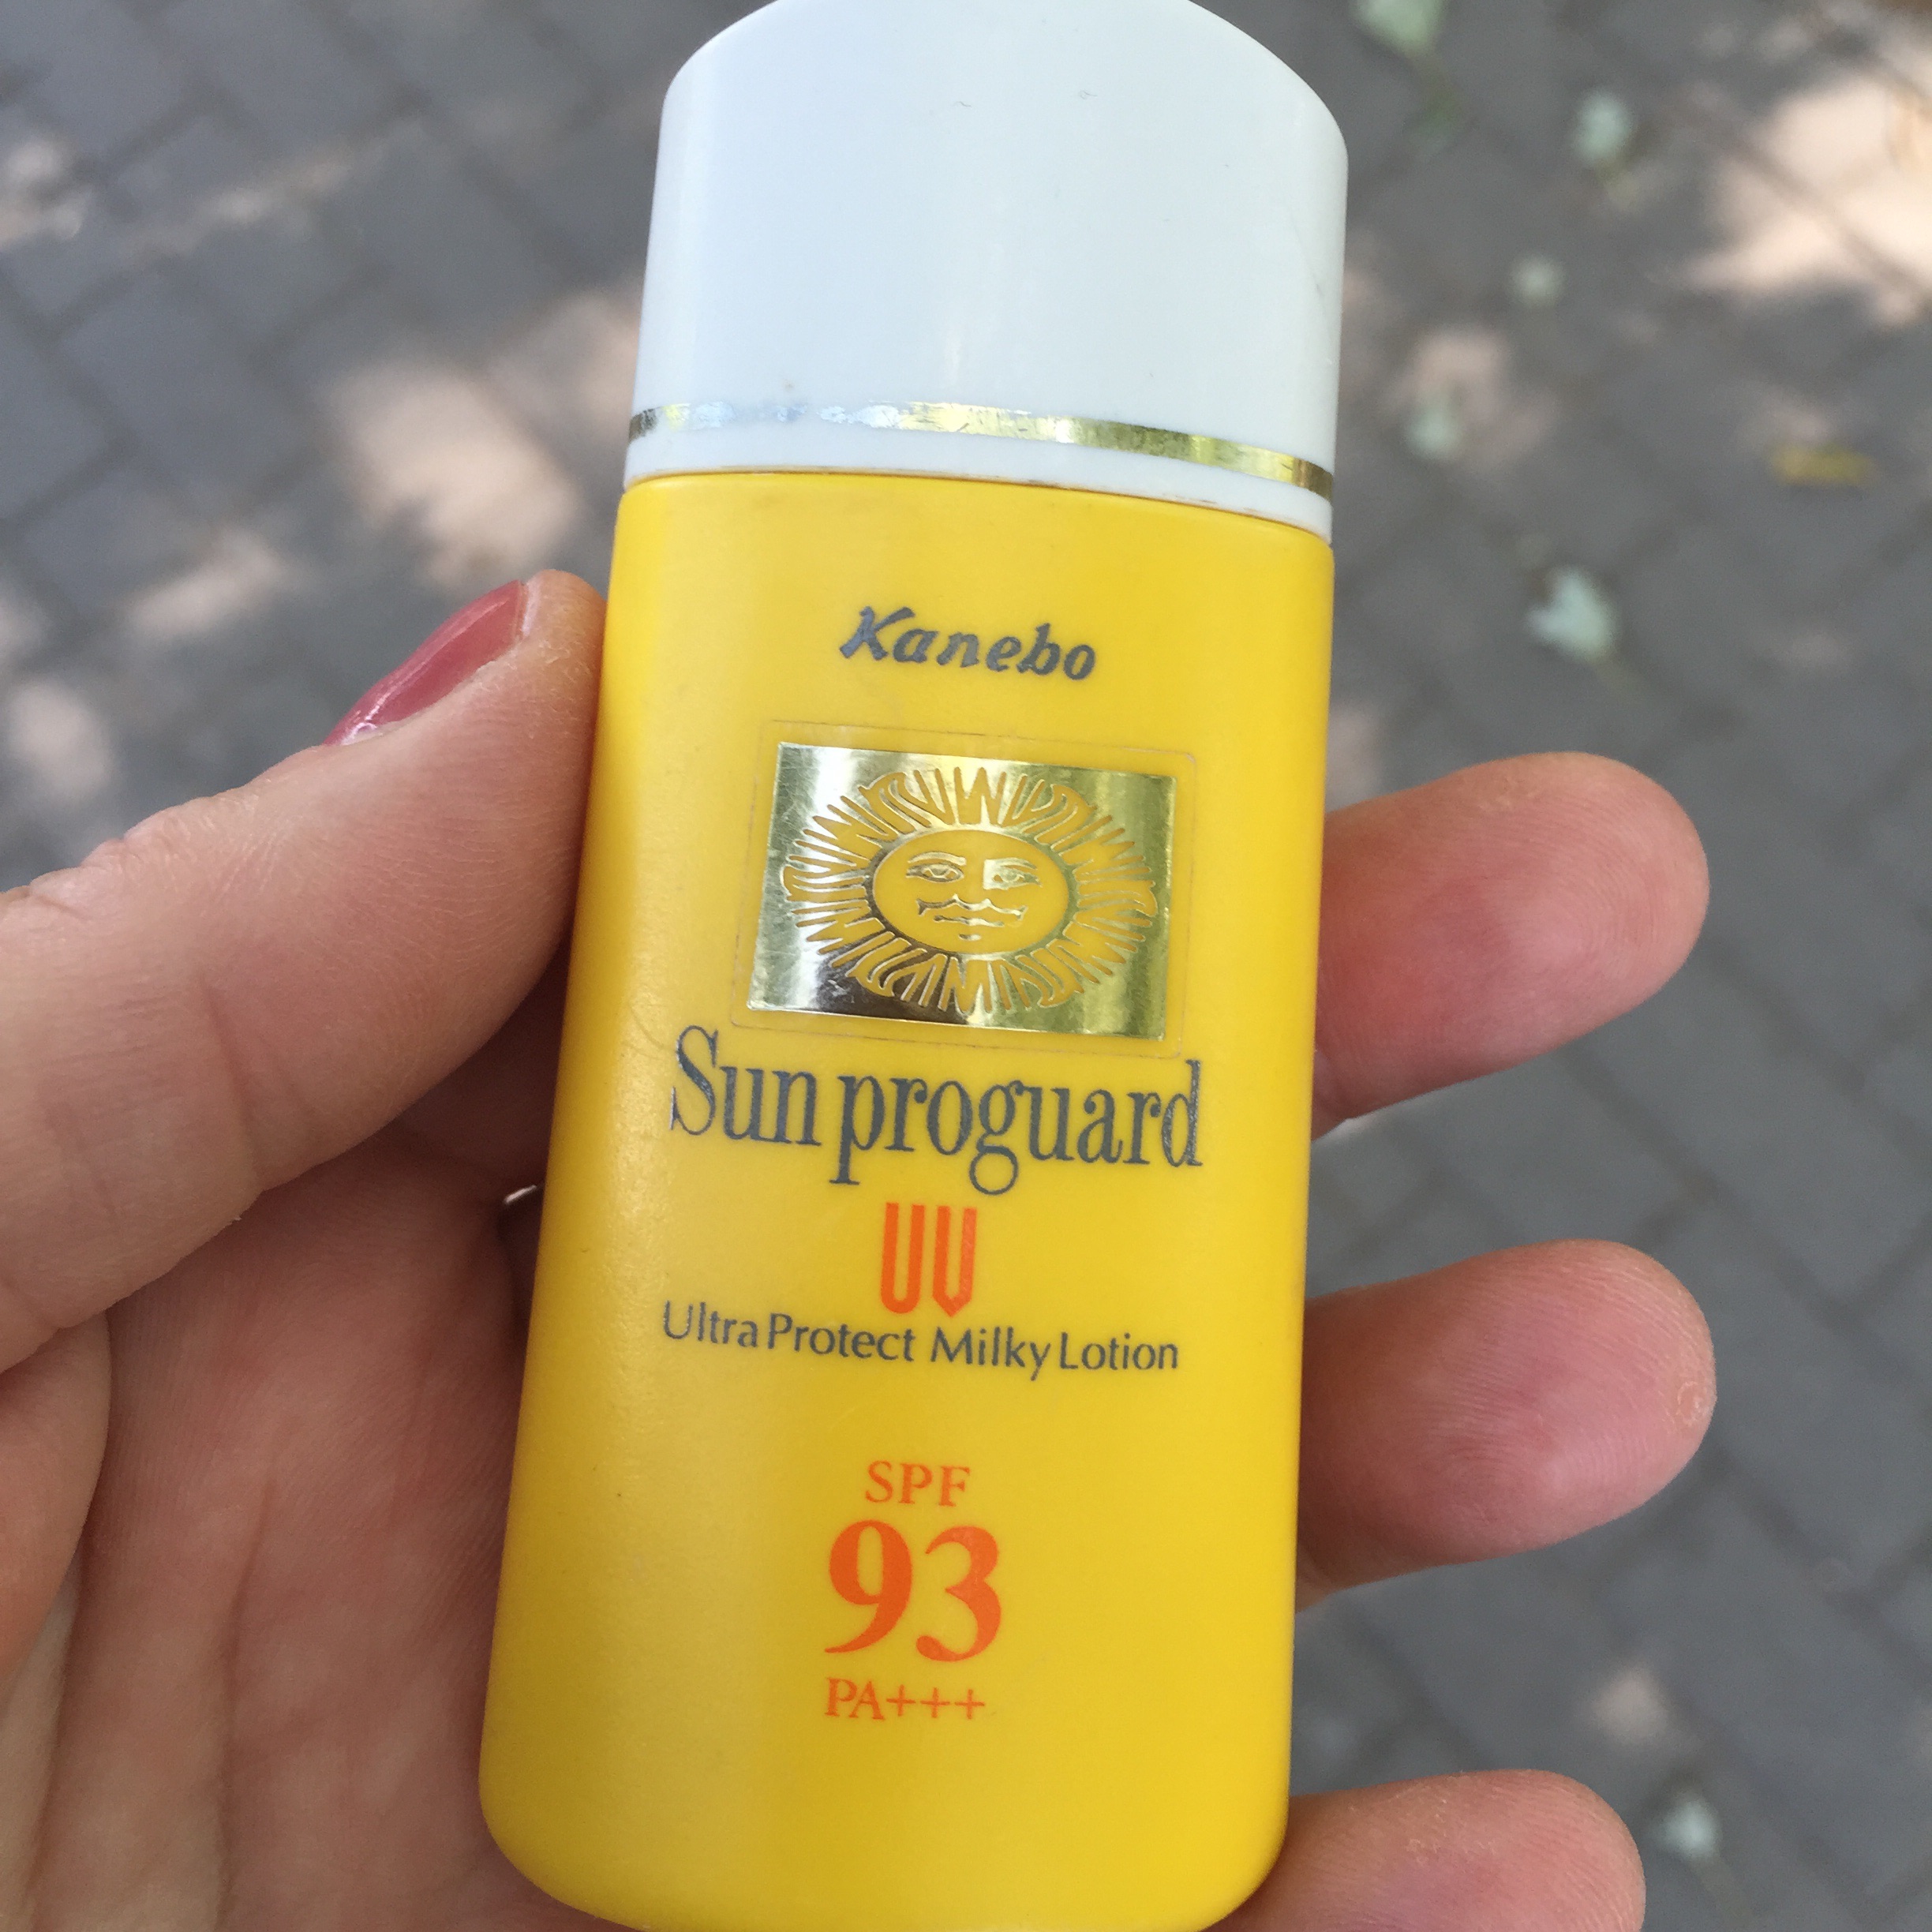 Kanebo
Sun proguard
UV
Ultra Protect Milky Lotion
SPF
93
PA+++